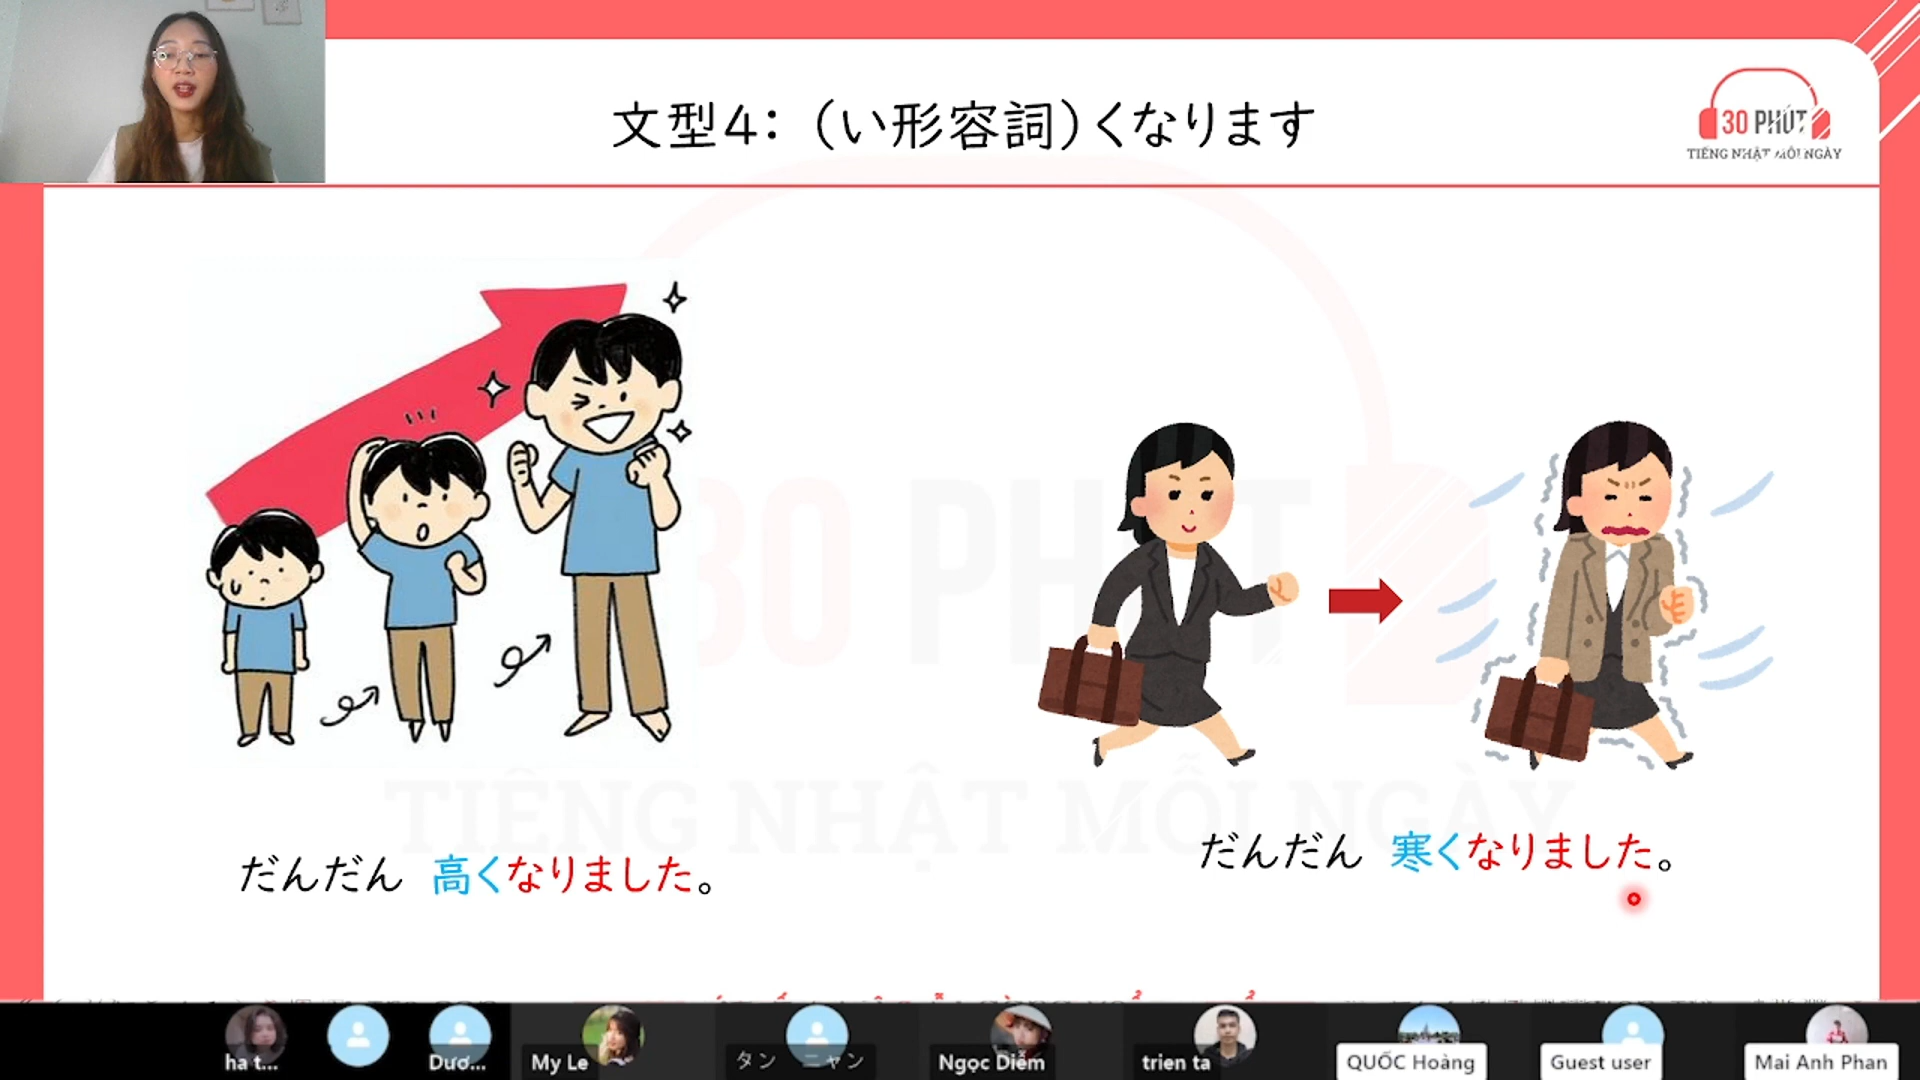 文型4：（い形容詞）くなります
30 PHÚT
TIẾNG NHẬT MỖI NGÀY
30 PHÚT
TIẾNG NHẬT MỖI NGÀY
だんだん 高くなりました。
だんだん 寒くなりました。
ha t...
Dươ...
My Le
タン ニャン
Ngọc Diễm
trien ta
QUỐC Hoàng
Guest user
Mai Anh Phan